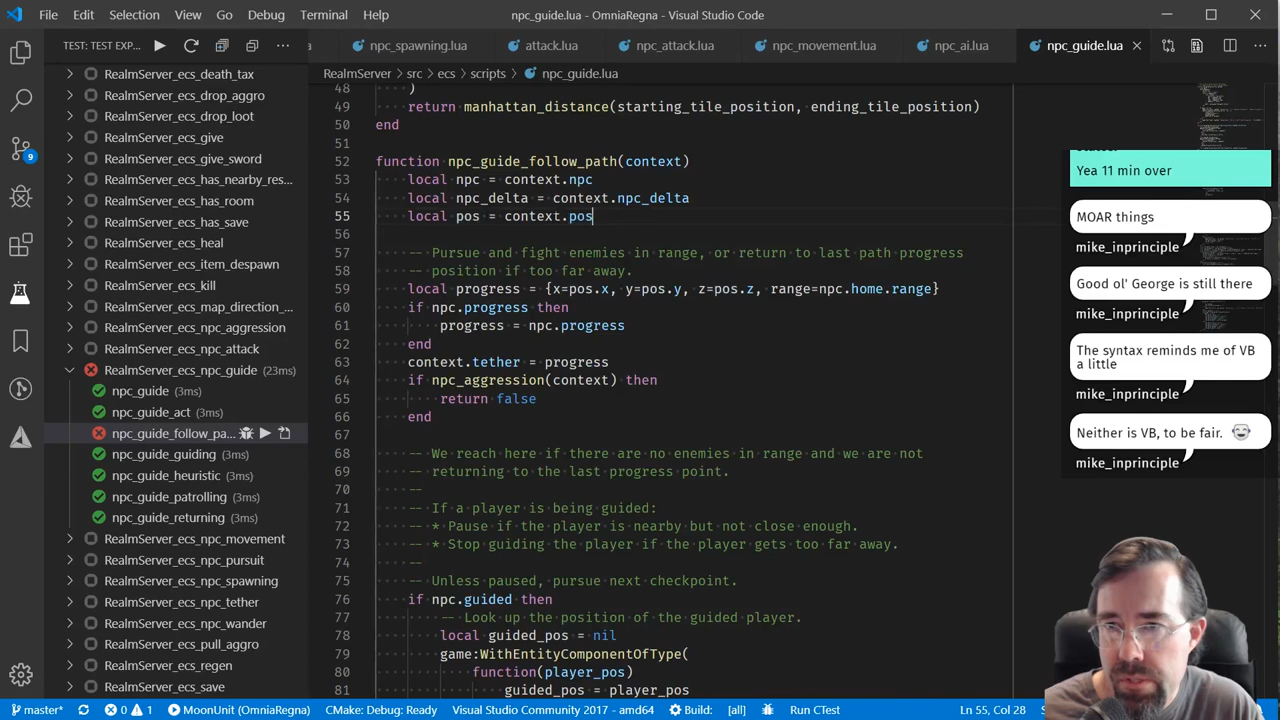 File Edit Selection View Go Debug Terminal Help
npc_guide.lua - OmniaRegna - Visual Studio Code
TEST: TEST EXP...
npc_spawning.lua attack.lua npc_attack.lua npc_movement.lua npc_ai.lua npc_guide.lua
RealmServer > src > ecs > scripts > npc_guide.lua
RealmServer_ecs_death_tax
RealmServer_ecs_drop_aggro
RealmServer_ecs_drop_loot
RealmServer_ecs_give
RealmServer_ecs_give_sword
RealmServer_ecs_has_nearby_res...
RealmServer_ecs_has_room
RealmServer_ecs_has_save
RealmServer_ecs_heal
RealmServer_ecs_item_despawn
RealmServer_ecs_kill
RealmServer_ecs_map_direction_...
RealmServer_ecs_npc_aggression
RealmServer_ecs_npc_attack
RealmServer_ecs_npc_guide (23ms)
npc_guide (3ms)
npc_guide_act (3ms)
npc_guide_follow_pa...
npc_guide_guiding (3ms)
npc_guide_heuristic (3ms)
npc_guide_patrolling (3ms)
npc_guide_returning (3ms)
RealmServer_ecs_npc_movement
RealmServer_ecs_npc_pursuit
RealmServer_ecs_npc_spawning
RealmServer_ecs_npc_tether
RealmServer_ecs_npc_wander
RealmServer_ecs_pull_aggro
RealmServer_ecs_regen
RealmServer_ecs_save
9
48 )
49 return manhattan_distance(starting_tile_position, ending_tile_position)
50 end
51
52 function npc_guide_follow_path(context)
53 local npc = context.npc
54 local npc_delta = context.npc_delta
55 local pos = context.pos
56
57 -- Pursue and fight enemies in range, or return to last path progress
58 -- position if too far away.
59 local progress = {x=pos.x, y=pos.y, z=pos.z, range=npc.home.range}
60 if npc.progress then
61 progress = npc.progress
62 end
63 context.tether = progress
64 if npc_aggression(context) then
65 return false
66 end
67
68 -- We reach here if there are no enemies in range and we are not
69 -- returning to the last progress point.
70 --
71 -- If a player is being guided:
72 -- * Pause if the player is nearby but not close enough.
73 -- * Stop guiding the player if the player gets too far away.
74 --
75 -- Unless paused, pursue next checkpoint.
76 if npc.guided then
77 -- Look up the position of the guided player.
78 local guided_pos = nil
79 game:WithEntityComponentOfType(
80 function(player_pos)
81 guided_pos = player_pos
Yea 11 min over
MOAR things
mike_inprinciple
Good ol' George is still there
mike_inprinciple
The syntax reminds me of VB
a little
mike_inprinciple
Neither is VB, to be fair.
mike_inprinciple
master* 0 1 MoonUnit (OmniaRegna) CMake: Debug: Ready Visual Studio Community 2017 - amd64 Build: [all] Run CTest Ln 55, Col 28